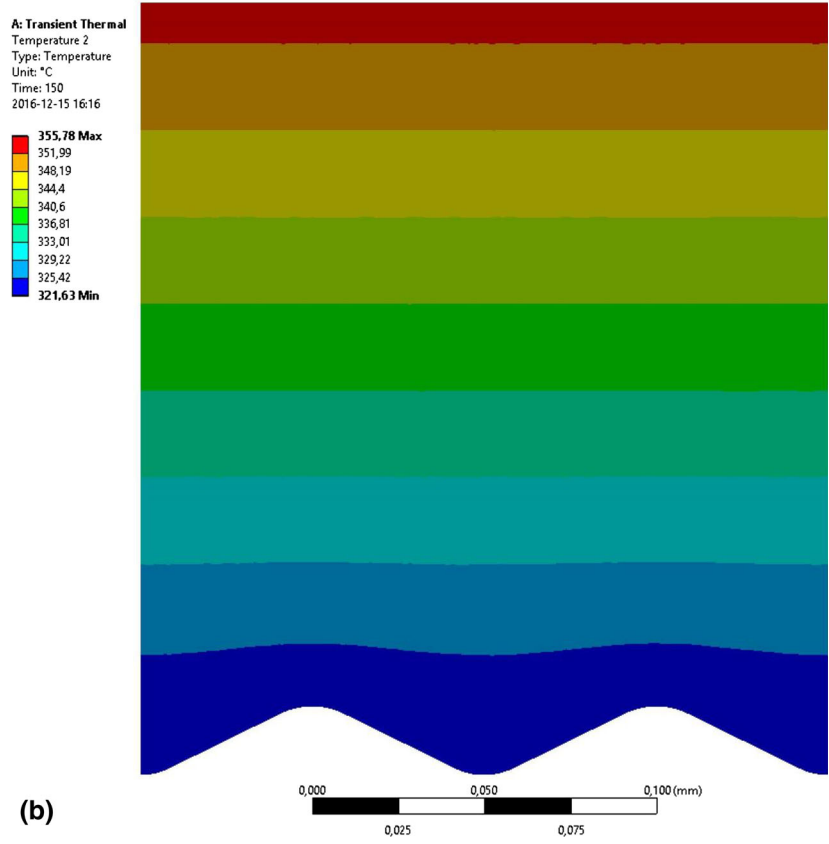 A: Transient Thermal
Temperature 2
Type: Temperature
Unit: °C
Time: 150
2016-12-15 16:16
355,78 Max
351,99
348,19
344,4
340,6
336,81
333,01
329,22
325,42
321,63 Min
(b)
0,000 0,050 0,100 (mm)
0,025 0,075